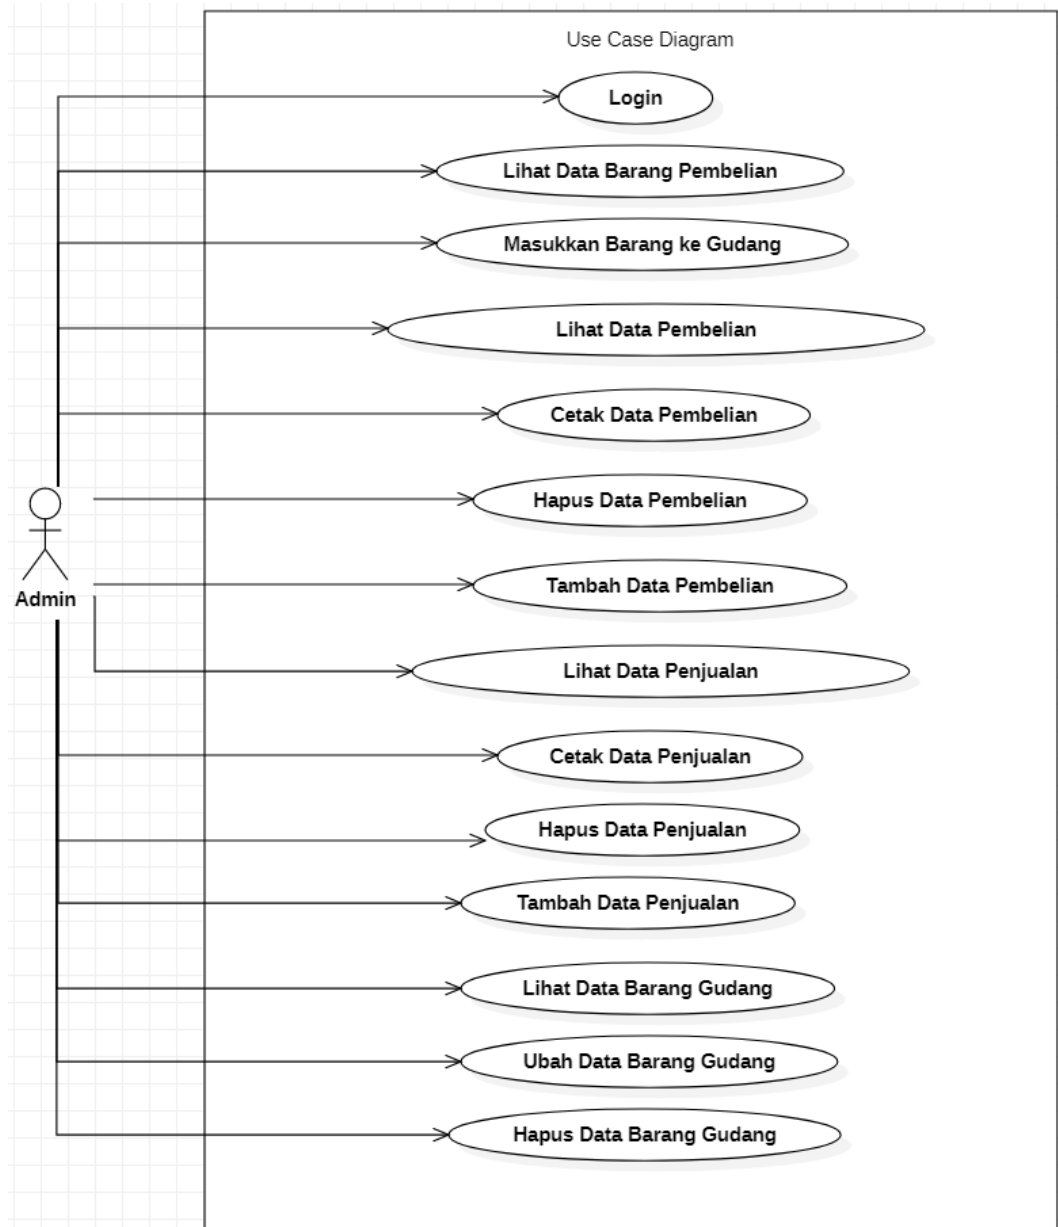 Use Case Diagram
Login
Lihat Data Barang Pembelian
Masukkan Barang ke Gudang
Lihat Data Pembelian
Cetak Data Pembelian
Hapus Data Pembelian
Tambah Data Pembelian
Admin
Lihat Data Penjualan
Cetak Data Penjualan
Hapus Data Penjualan
Tambah Data Penjualan
Lihat Data Barang Gudang
Ubah Data Barang Gudang
Hapus Data Barang Gudang